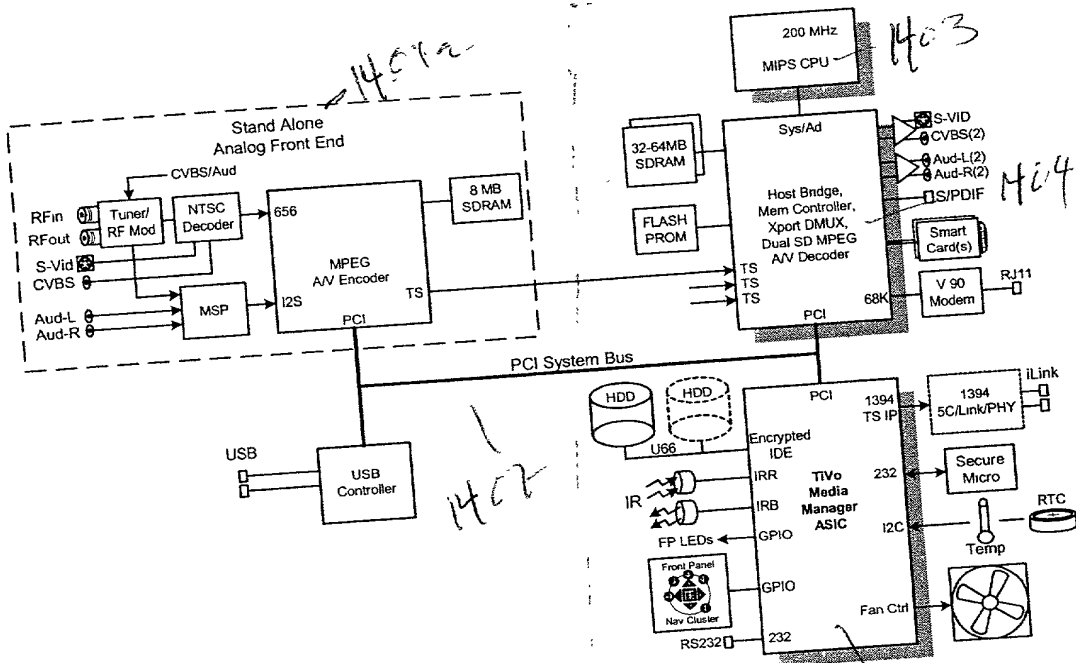 1401a
Stand Alone
Analog Front End
CVBS/Aud
RFin
RFout
Tuner/
RF Mod
NTSC
Decoder
S-Vid
CVBS
Aud-L
Aud-R
MSP
656
MPEG
A/V Encoder
I2S
TS
PCI
8 MB
SDRAM
200 MHz
MIPS CPU
1403
Sys/Ad
32-64MB
SDRAM
FLASH
PROM
Host Bridge,
Mem Controller,
Xport DMUX,
Dual SD MPEG
A/V Decoder
TS
TS
TS
68K
PCI
S-VID
CVBS(2)
Aud-L(2)
Aud-R(2)
S/PDIF
1404
Smart
Card(s)
V 90
Modem
RJ11
PCI System Bus
1402
USB
USB
Controller
HDD
HDD
U66
IR
FP LEDs
Front Panel
Nav Cluster
RS232
PCI
1394
TS IP
Encrypted
IDE
IRR
IRB
GPIO
GPIO
232
TiVo
Media
Manager
ASIC
232
I2C
Fan Ctrl
1394
5C/Link/PHY
iLink
Secure
Micro
Temp
RTC